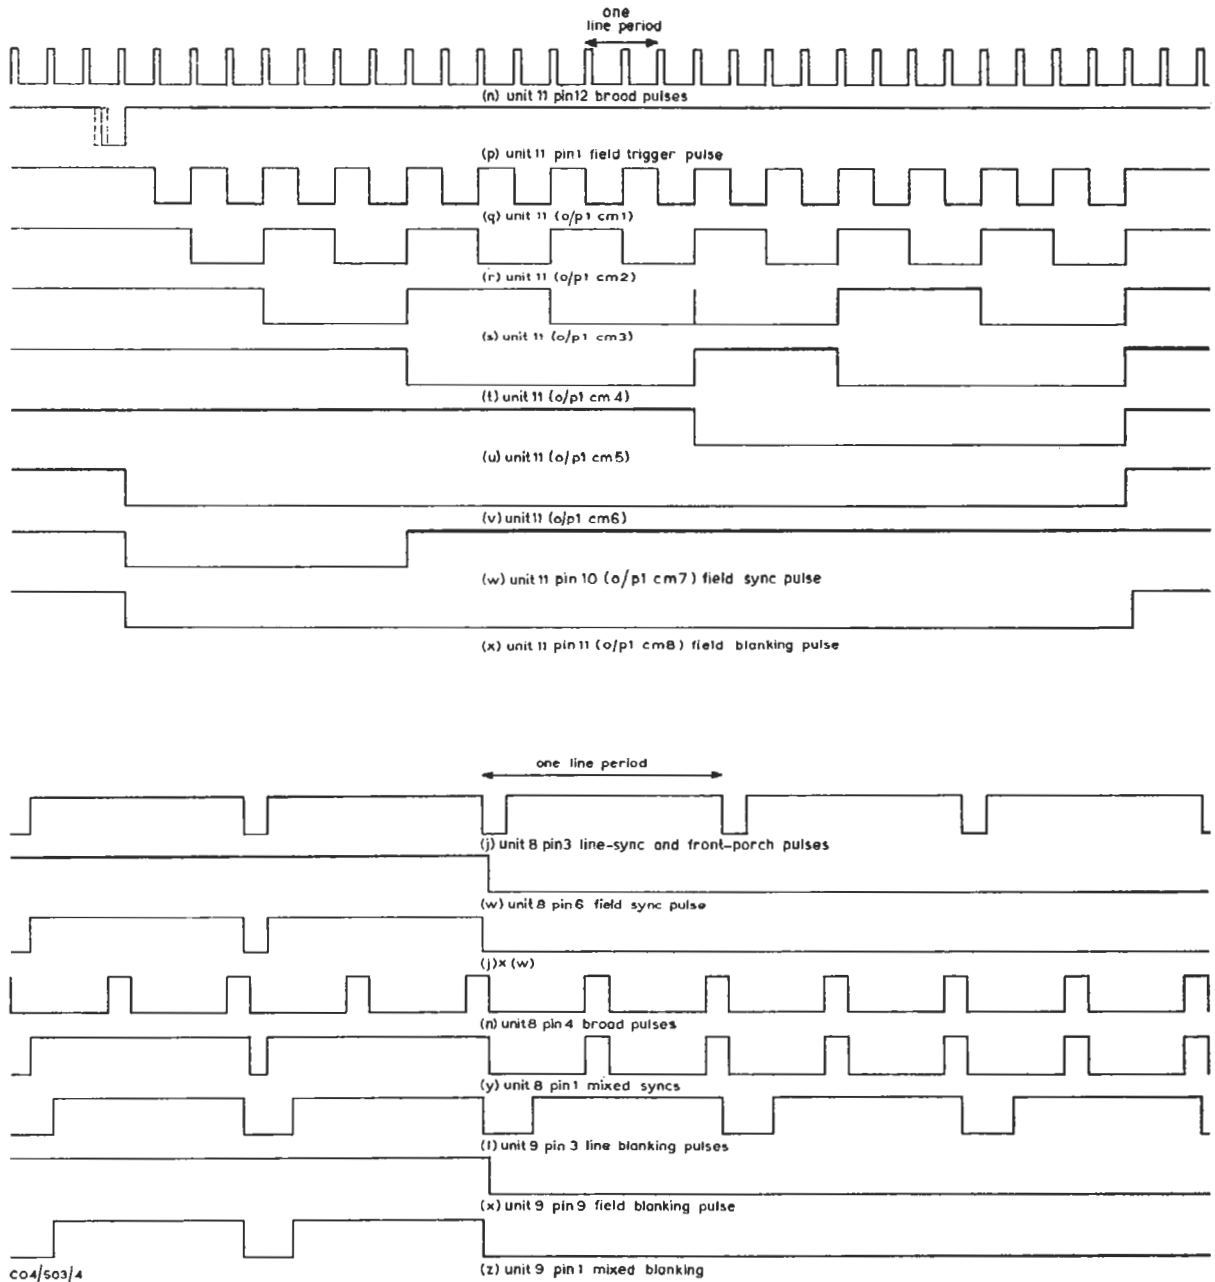 one
line period
(n) unit 11 pin12 broad pulses
(p) unit 11 pin1 field trigger pulse
(q) unit 11 (o/p1 cm1)
(r) unit 11 (o/p1 cm2)
(s) unit 11 (o/p1 cm3)
(t) unit 11 (o/p1 cm 4)
(u) unit 11 (o/p1 cm5)
(v) unit 11 (o/p1 cm6)
(w) unit 11 pin 10 (o/p1 cm7) field sync pulse
(x) unit 11 pin 11 (o/p1 cm8) field blanking pulse
one line period
(j) unit 8 pin3 line-sync and front-porch pulses
(w) unit 8 pin 6 field sync pulse
(j)x(w)
(n) unit 8 pin 4 broad pulses
(y) unit 8 pin 1 mixed syncs
(l) unit 9 pin 3 line blanking pulses
(x) unit 9 pin 9 field blanking pulse
(z) unit 9 pin 1 mixed blanking
CO4/503/4